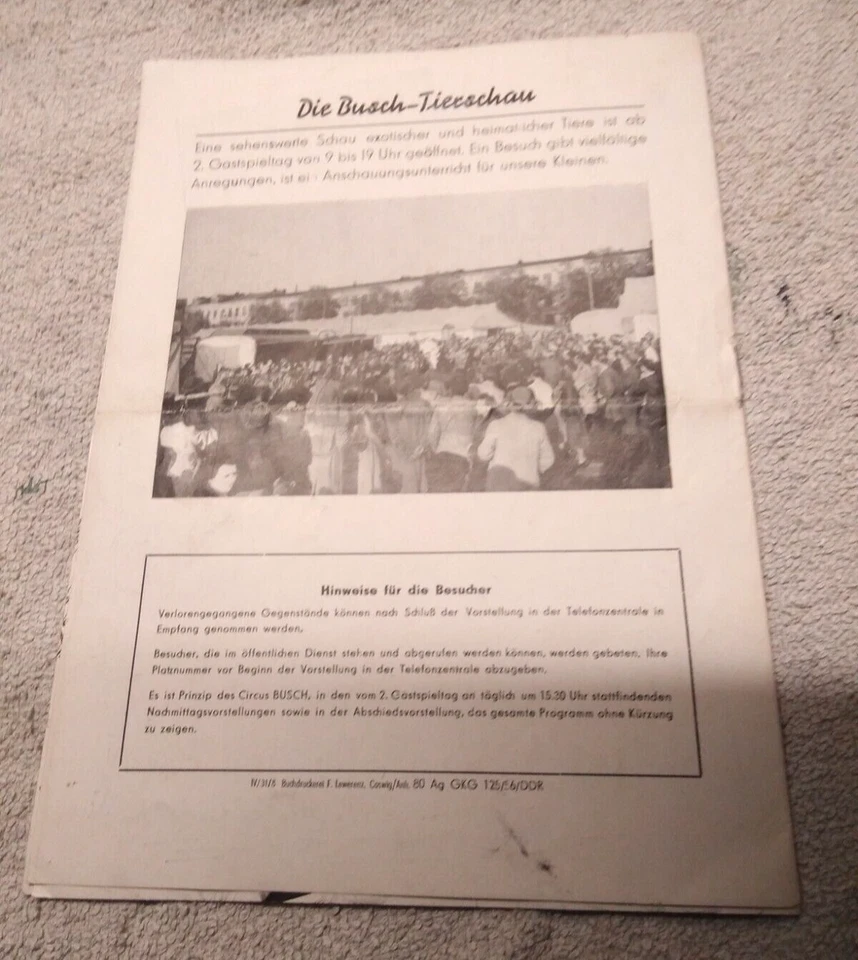 Die Busch-Tierschau
Eine sehenswerte Schau exotischer und heimatlicher Tiere ist ab
2. Gastspieltag von 9 bis 19 Uhr geöffnet. Ein Besuch gibt vielfältige
Anregungen, ist ei Anschauungsunterricht für unsere Kleinen.
Hinweise für die Besucher
Verlorengegangene Gegenstände können nach Schluß der Vorstellung in der Telefonzentrale in
Empfang genommen werden.
Besucher, die im öffentlichen Dienst stehen und abgerufen werden können, werden gebeten, Ihre
Platznummer vor Beginn der Vorstellung in der Telefonzentrale abzugeben.
Es ist Prinzip des Circus BUSCH, in den vom 2. Gastspieltag an täglich um 15.30 Uhr stattfindenden
Nachmittagsvorstellungen sowie in der Abschiedsvorstellung, das gesamte Programm ohne Kürzung
zu zeigen.
IV/31/6 Buchdruckerei F. Lewerenz, Coswig/Anh. 80 Ag GKG 125/56/DDR